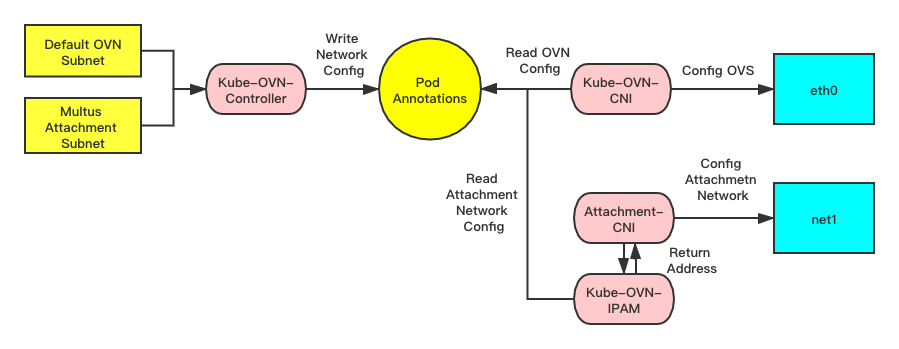 Default OVN
Subnet
Multus
Attachment
Subnet
Kube-OVN-
Controller
Write
Network
Config
Pod
Annotations
Read OVN
Config
Kube-OVN-
CNI
Config OVS
eth0
Read
Attachment
Network
Config
Attachment-
CNI
Config
Attachmetn
Network
net1
Return
Address
Kube-OVN-
IPAM